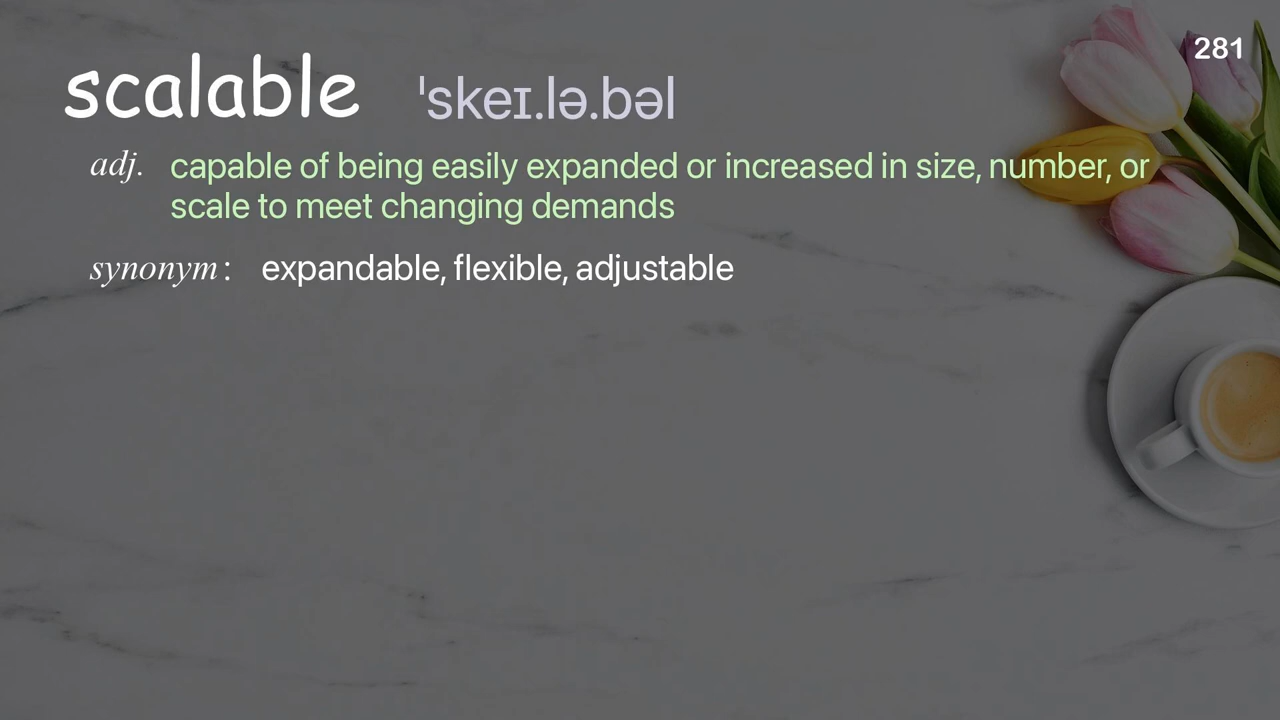 281
scalable ˈskeɪ.lə.bəl
adj. capable of being easily expanded or increased in size, number, or
scale to meet changing demands
synonym: expandable, flexible, adjustable